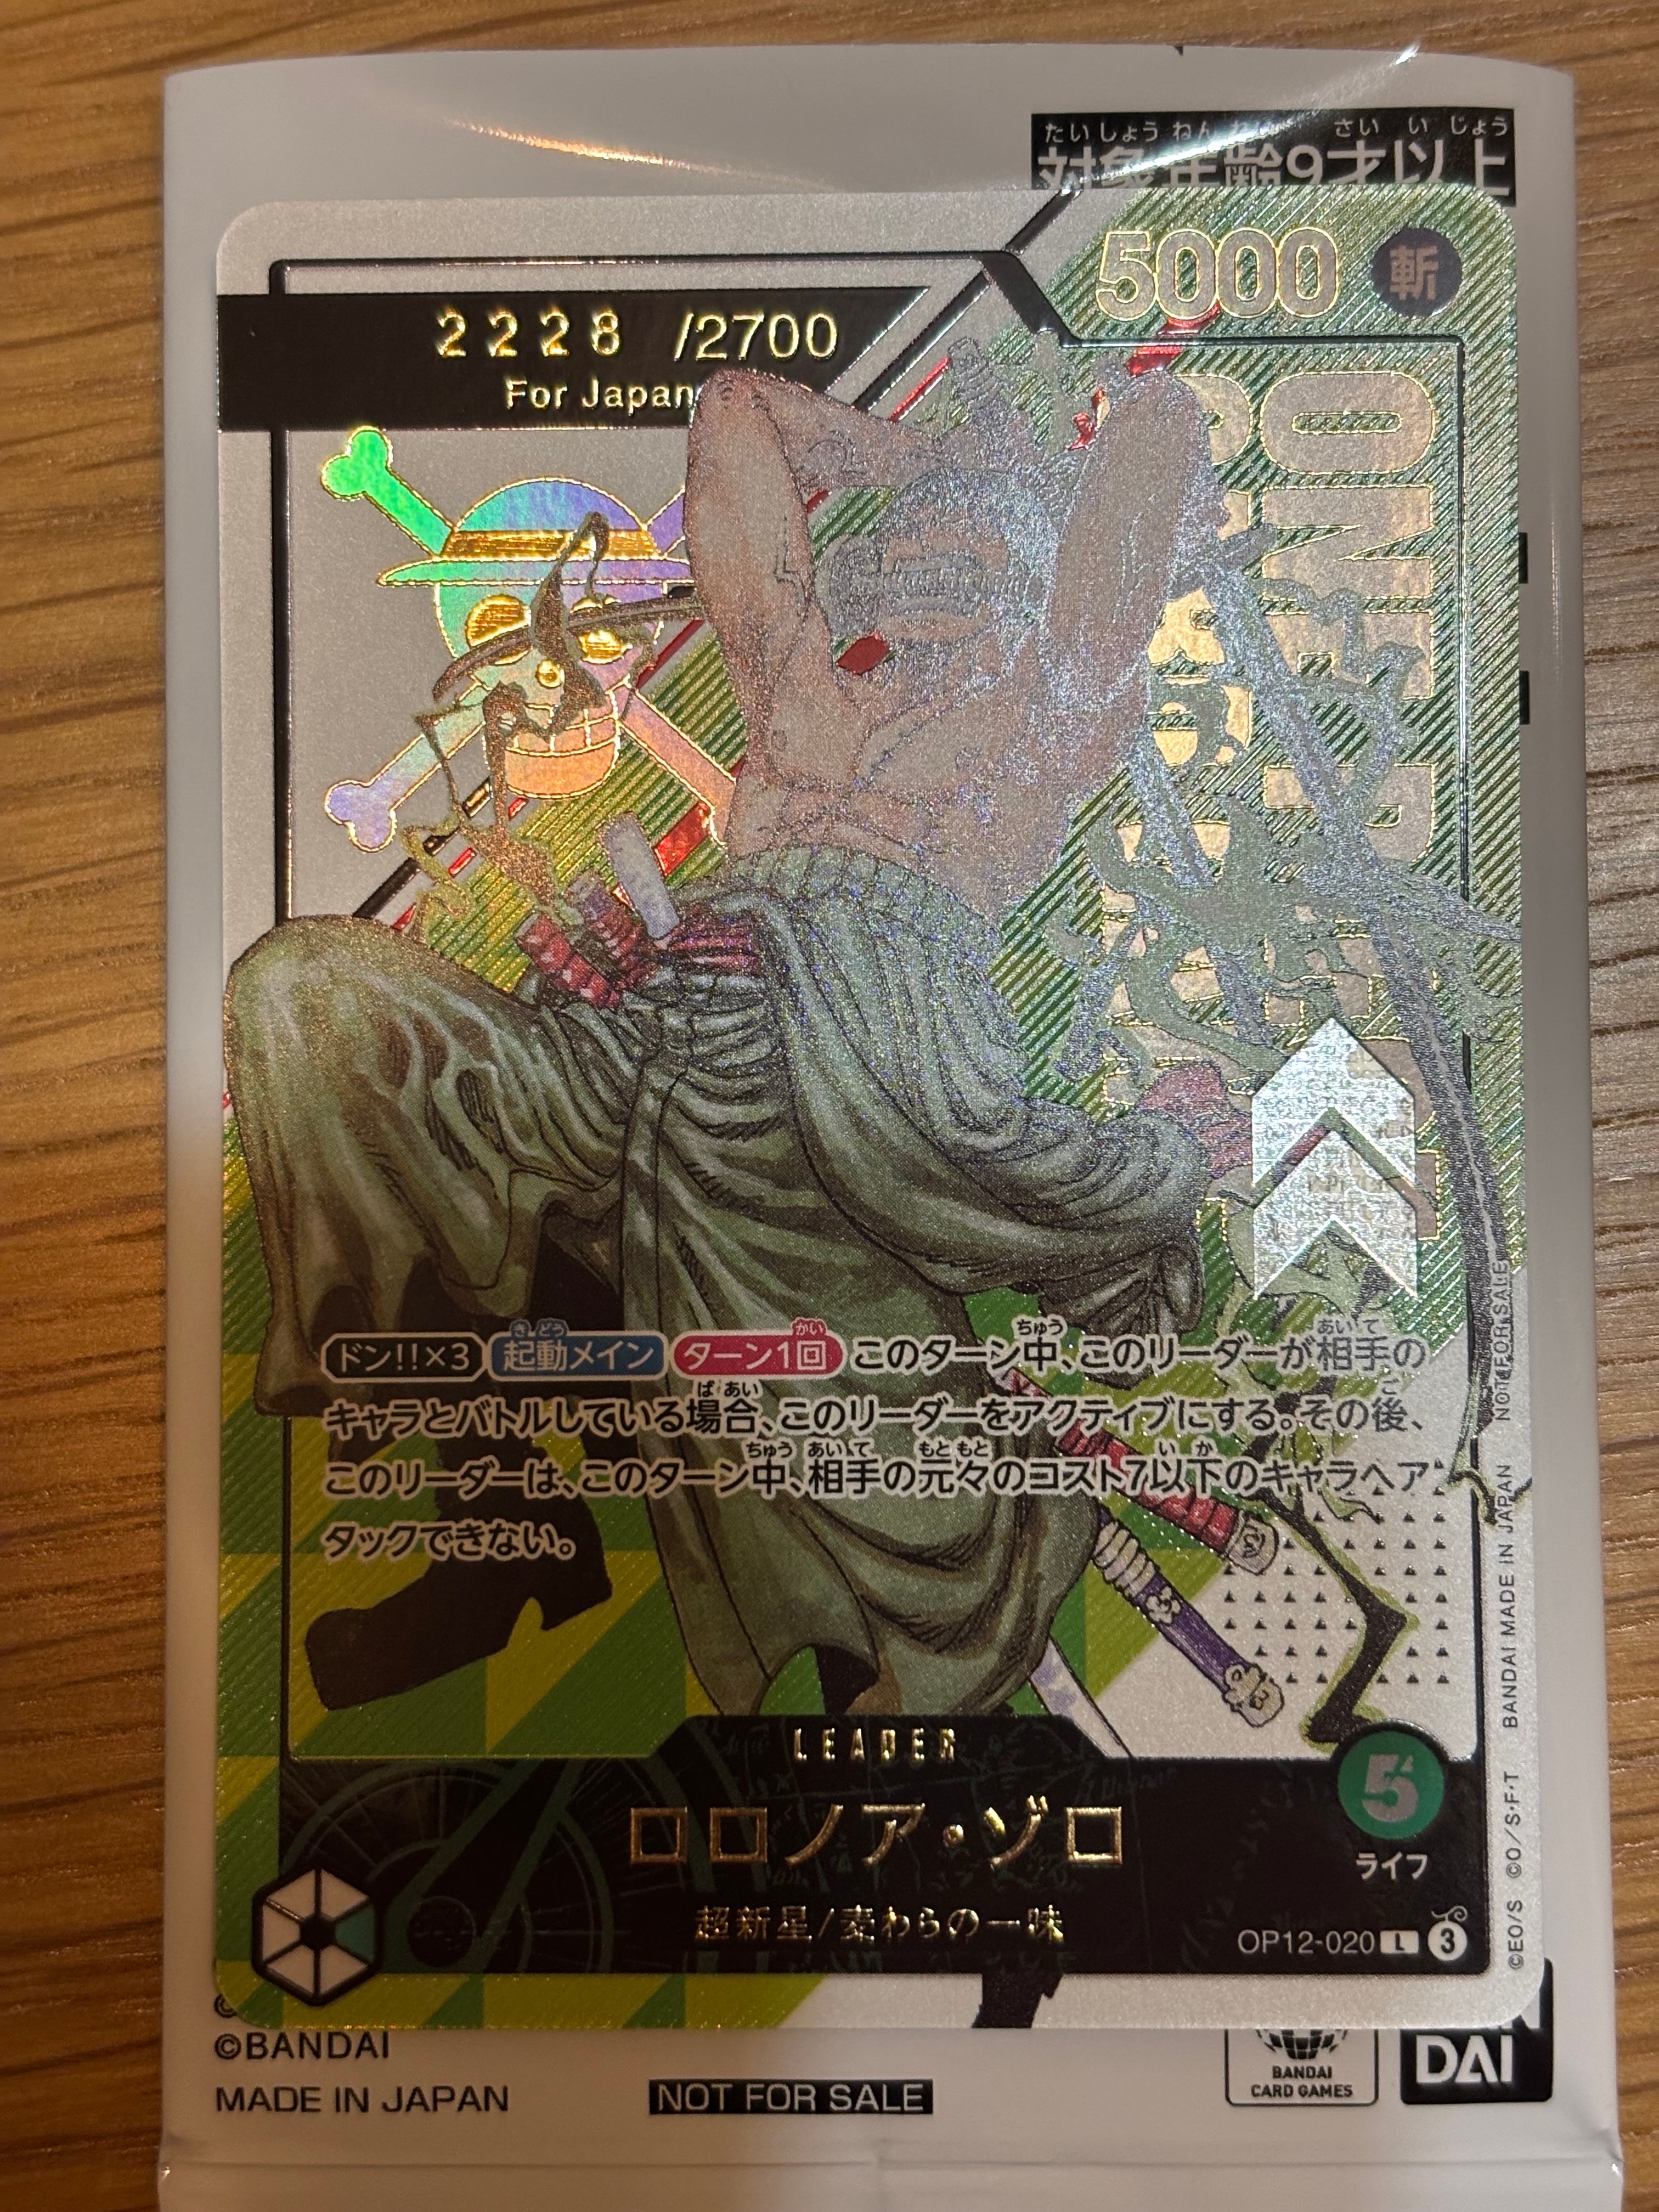 たいしょう ねん れい さい い じょう
対象年齢9才以上
5000 斬
2228 /2700
For Japan
ONE PIECE
ドン!!×3 起動メイン ターン1回 このターン中、このリーダーが相手の
キャラとバトルしている場合、このリーダーをアクティブにする。その後、
このリーダーは、このターン中、相手の元々のコスト7以下のキャラへア
タックできない。
LEADER
ロロノア・ゾロ
超新星/麦わらの一味
5
ライフ
OP12-020 L 3
©EO/S ©O/S・F・T BANDAI MADE IN JAPAN NOT FOR SALE
©BANDAI
MADE IN JAPAN
NOT FOR SALE
BANDAI
CARD GAMES
DAI